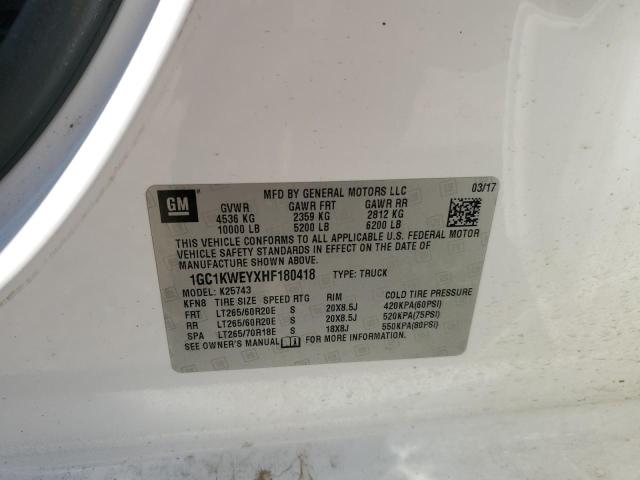 GM
MFD BY GENERAL MOTORS LLC 03/17
GVWR GAWR FRT GAWR RR
4536 KG 2359 KG 2812 KG
10000 LB 5200 LB 6200 LB
THIS VEHICLE CONFORMS TO ALL APPLICABLE U.S. FEDERAL MOTOR
VEHICLE SAFETY STANDARDS IN EFFECT ON THE DATE OF
MANUFACTURE SHOWN ABOVE.
1GC1KWEYXHF180418 TYPE: TRUCK
MODEL: K25743
KFN8 TIRE SIZE SPEED RTG RIM COLD TIRE PRESSURE
FRT LT265/60R20E S 20X8.5J 420KPA(60PSI)
RR LT265/60R20E S 20X8.5J 520KPA(75PSI)
SPA LT265/70R18E S 18X8J 550KPA(80PSI)
SEE OWNER'S MANUAL FOR MORE INFORMATION.